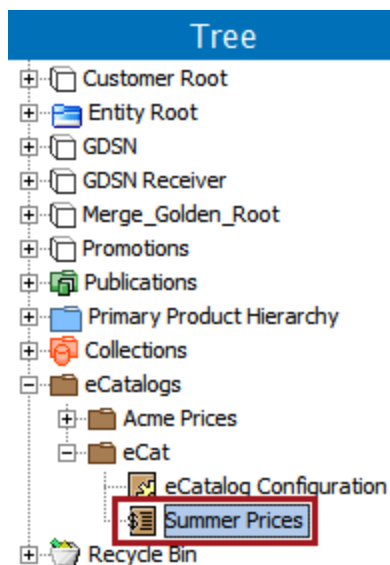 Tree
Customer Root
Entity Root
GDSN
GDSN Receiver
Merge_Golden_Root
Promotions
Publications
Primary Product Hierarchy
Collections
eCatalogs
Acme Prices
eCat
eCatalog Configuration
Summer Prices
Recycle Bin